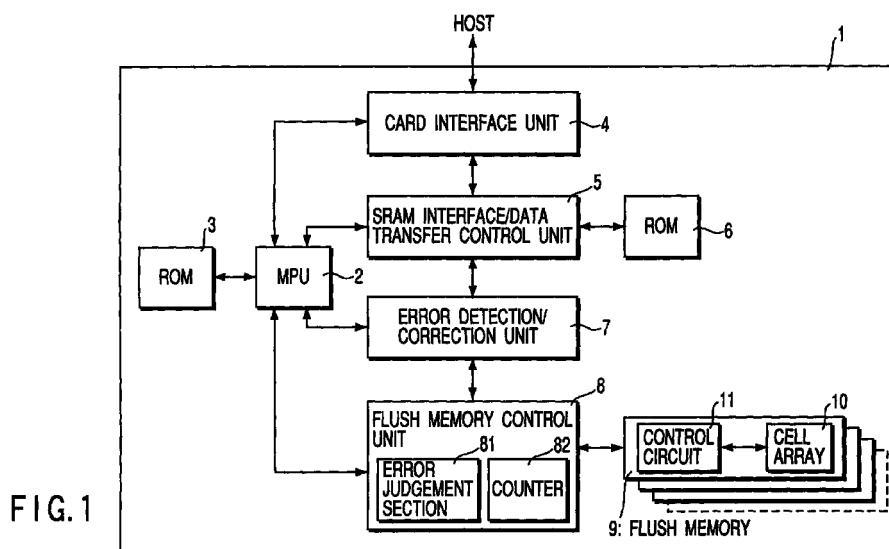 HOST
1
CARD INTERFACE UNIT
4
5
SRAM INTERFACE/DATA
TRANSFER CONTROL UNIT
ROM
6
3
ROM
MPU
2
ERROR DETECTION/
CORRECTION UNIT
7
8
FLUSH MEMORY CONTROL
UNIT
81
82
ERROR
JUDGEMENT
SECTION
COUNTER
11
10
CONTROL
CIRCUIT
CELL
ARRAY
9: FLUSH MEMORY
FIG.1